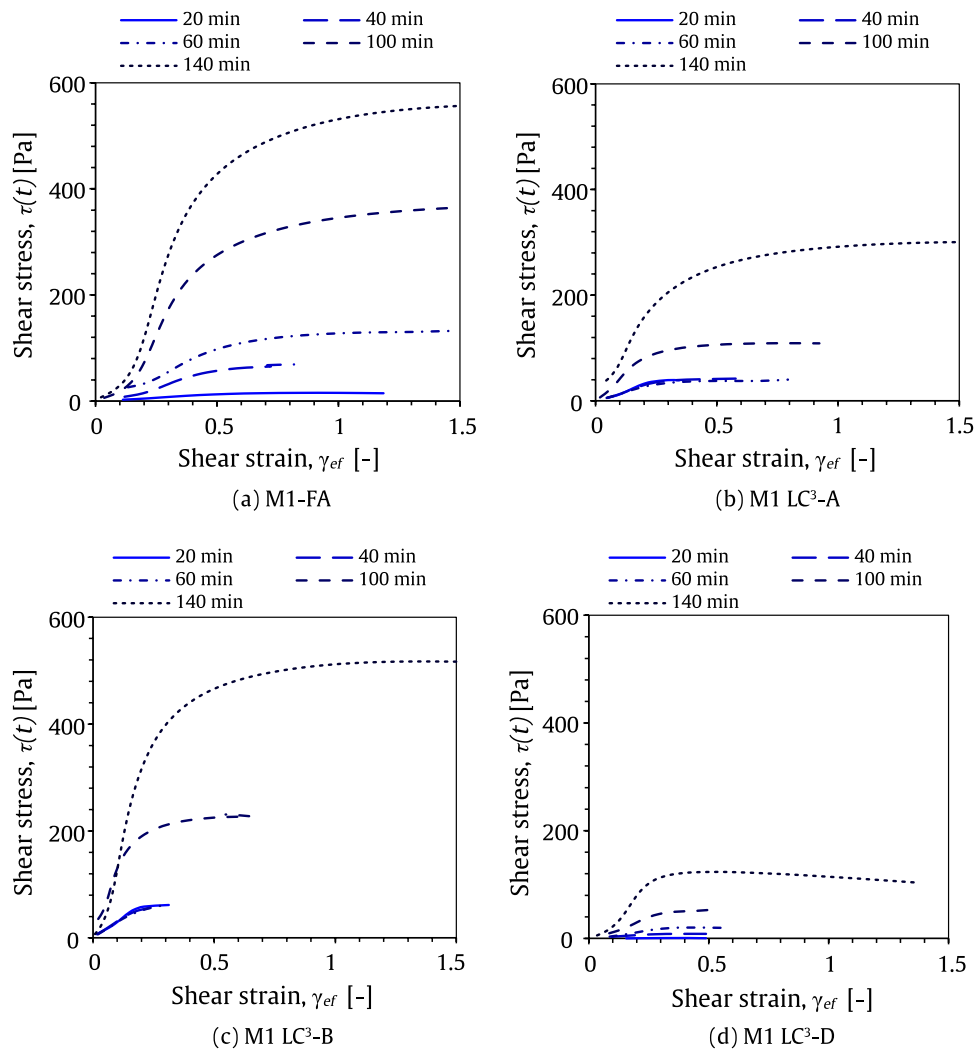 20 min 40 min
60 min 100 min
140 min
600
400
200
0
0 0.5 1 1.5
Shear stress, τ(t) [Pa]
Shear strain, γef [-]
(a) M1-FA
20 min 40 min
60 min 100 min
140 min
600
400
200
0
0 0.5 1 1.5
Shear stress, τ(t) [Pa]
Shear strain, γef [-]
(b) M1 LC³-A
20 min 40 min
60 min 100 min
140 min
600
400
200
0
0 0.5 1 1.5
Shear stress, τ(t) [Pa]
Shear strain, γef [-]
(c) M1 LC³-B
20 min 40 min
60 min 100 min
140 min
600
400
200
0
0 0.5 1 1.5
Shear stress, τ(t) [Pa]
Shear strain, γef [-]
(d) M1 LC³-D